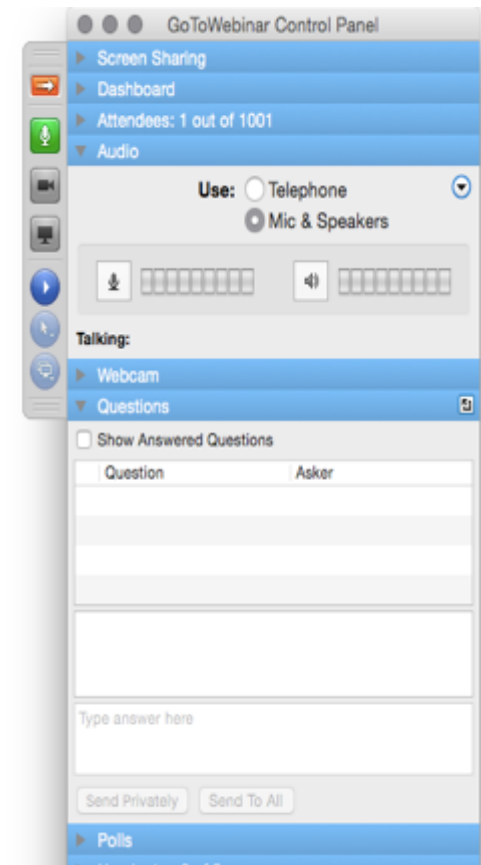 GoToWebinar Control Panel
Screen Sharing
Dashboard
Attendees: 1 out of 1001
Audio
Use: Telephone
Mic & Speakers
Talking:
Webcam
Questions
Show Answered Questions
Question Asker
Type answer here
Send Privately Send To All
Polls